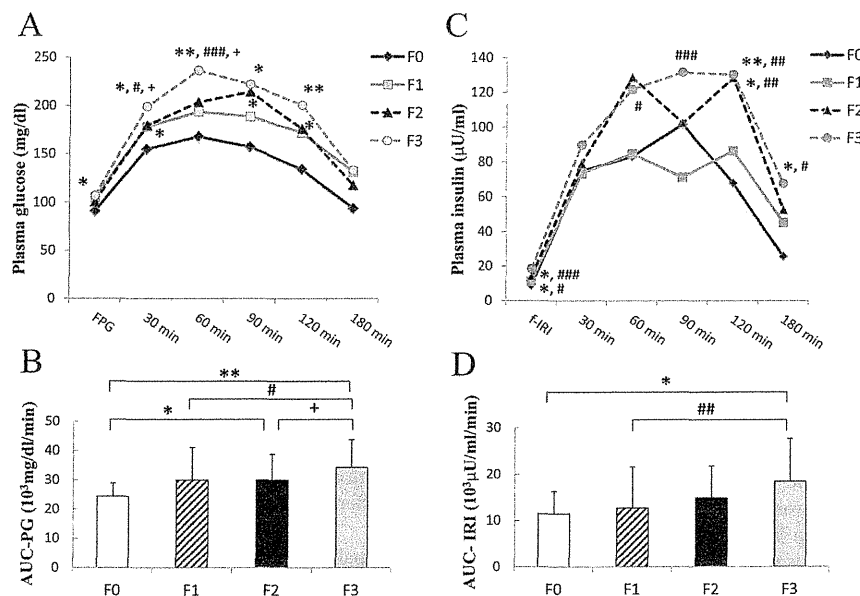 A
250
200
150
100
50
0
Plasma glucose (mg/dl)
*
*, #, +
*
**, ###, +
*
*
**
*
FPG
30 min
60 min
90 min
120 min
180 min
F0
F1
F2
F3
C
140
120
100
80
60
40
20
0
Plasma insulin (μU/ml)
*, ###
*, #
#
###
**, ##
*, ##
*, #
f-IRI
30 min
60 min
90 min
120 min
180 min
F0
F1
F2
F3
B
**
#
*
+
50
40
30
20
10
0
AUC-PG (10³mg/dl/min)
F0
F1
F2
F3
D
*
##
30
20
10
0
AUC- IRI (10³μU/ml/min)
F0
F1
F2
F3